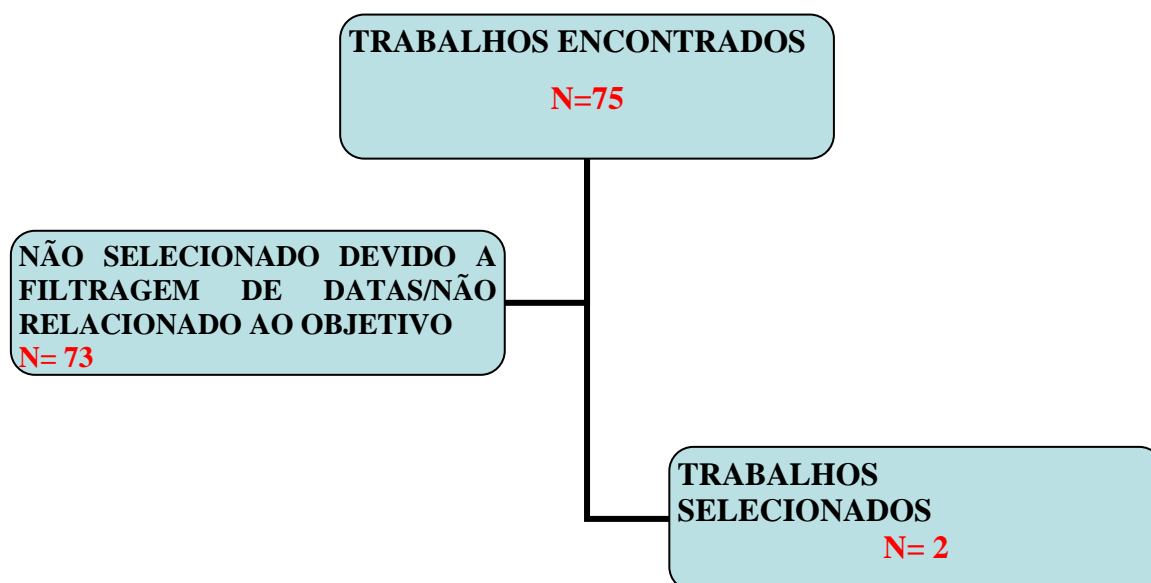 TRABALHOS ENCONTRADOS
N=75
NÃO SELECIONADO DEVIDO A
FILTRAGEM DE DATAS/NÃO
RELACIONADO AO OBJETIVO
N= 73
TRABALHOS
SELECIONADOS
N= 2